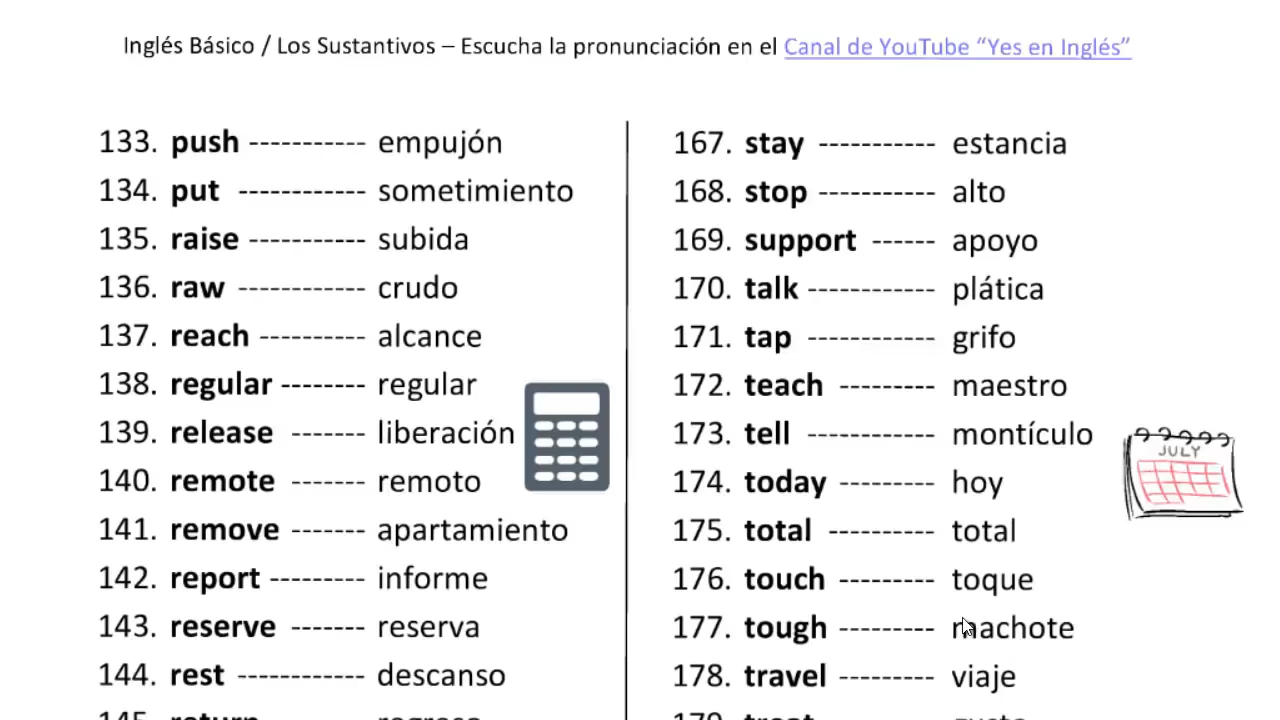 Inglés Básico / Los Sustantivos – Escucha la pronunciación en el Canal de YouTube “Yes en Inglés”
133. push ----------- empujón
134. put ------------ sometimiento
135. raise ----------- subida
136. raw ------------ crudo
137. reach ---------- alcance
138. regular -------- regular
139. release ------- liberación
140. remote ------- remoto
141. remove ------- apartamiento
142. report --------- informe
143. reserve ------- reserva
144. rest ------------ descanso
167. stay ----------- estancia
168. stop ----------- alto
169. support ------ apoyo
170. talk ------------ plática
171. tap ------------ grifo
172. teach --------- maestro
173. tell ------------ montículo
JULY
174. today --------- hoy
175. total ---------- total
176. touch --------- toque
177. tough --------- machote
178. travel --------- viaje